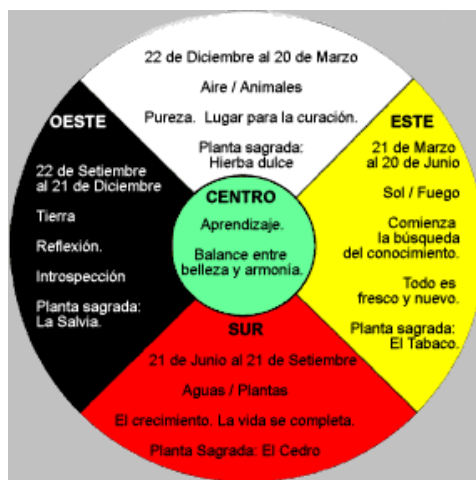 22 de Diciembre al 20 de Marzo
Aire / Animales
Pureza. Lugar para la curación.
Planta sagrada:
Hierba dulce
OESTE
22 de Setiembre
al 21 de Diciembre
Tierra
Reflexión.
Introspección
Planta sagrada:
La Salvia.
CENTRO
Aprendizaje.
Balance entre
belleza y armonía.
ESTE
21 de Marzo
al 20 de Junio
Sol / Fuego
Comienza
la búsqueda
del conocimiento.
Todo es
fresco y nuevo.
Planta sagrada:
El Tabaco.
SUR
21 de Junio al 21 de Setiembre
Aguas / Plantas
El crecimiento. La vida se completa.
Planta Sagrada: El Cedro